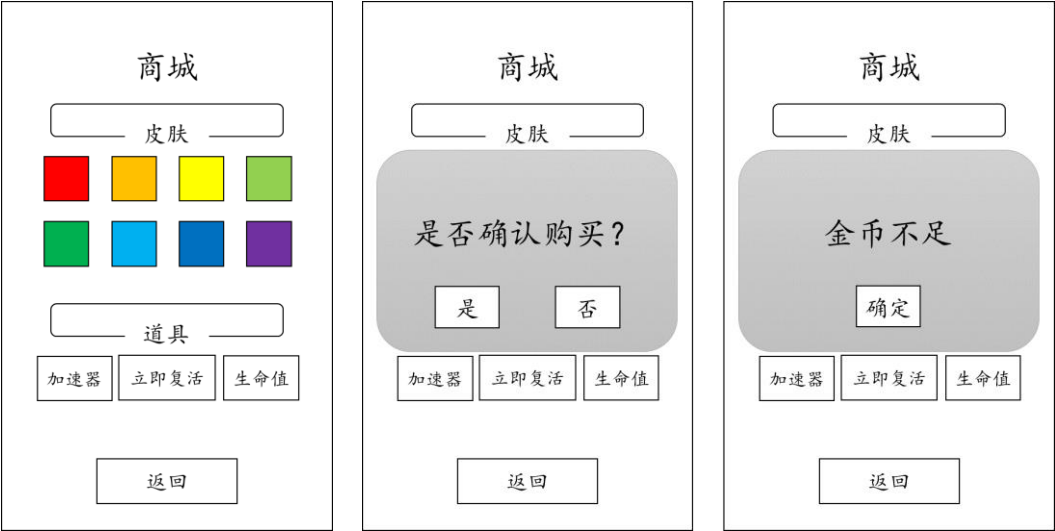 商城
皮肤
道具
加速器 立即复活 生命值
返回
商城
皮肤
是否确认购买？
是 否
加速器 立即复活 生命值
返回
商城
皮肤
金币不足
确定
加速器 立即复活 生命值
返回